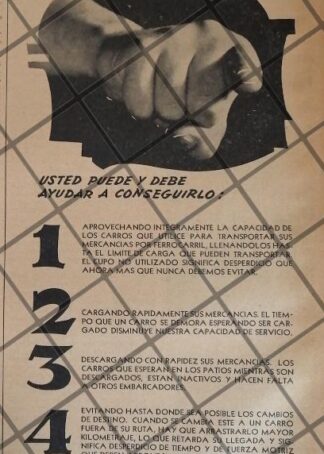 USTED PUEDE Y DEBE
AYUDAR A CONSEGUIRLO:
1
APROVECHANDO INTEGRAMENTE LA CAPACIDAD DE
LOS CARROS QUE UTILICE PARA TRANSPORTAR SUS
MERCANCIAS POR FERROCARRIL, LLENANDOLOS HAS-
TA EL LIMITE DE CARGA QUE PUEDEN TRANSPORTAR.
EL CUPO NO UTILIZADO SIGNIFICA DESPERDICIO QUE
AHORA MAS QUE NUNCA DEBEMOS EVITAR.
2
CARGANDO RAPIDAMENTE SUS MERCANCIAS. EL TIEM-
PO QUE UN CARRO SE DEMORA ESPERANDO SER CAR-
GADO DISMINUYE NUESTRA CAPACIDAD DE SERVICIO.
3
DESCARGANDO CON RAPIDEZ SUS MERCANCIAS. LOS
CARROS QUE ESPERAN EN LOS PATIOS MIENTRAS SON
DESCARGADOS, ESTAN INACTIVOS Y HACEN FALTA
A OTROS EMBARCADORES.
4
EVITANDO HASTA DONDE SEA POSIBLE LOS CAMBIOS
DE DESTINO. CUANDO SE CAMBIA ESTE A UN CARRO
FUERA DE SU RUTA, HAY QUE ARRASTRARLO MAYOR
KILOMETRAJE, LO QUE RETARDA SU LLEGADA Y SIG-
NIFICA DESPERDICIO DE TIEMPO Y DE FUERZA MOTRIZ